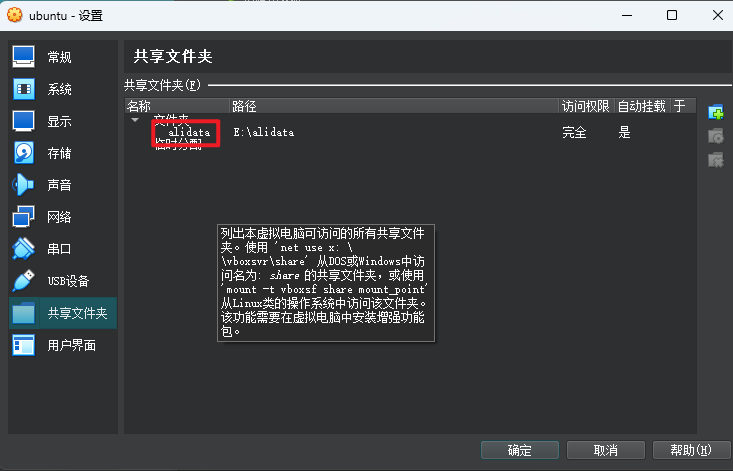 ubuntu - 设置
常规
系统
显示
存储
声音
网络
串口
USB设备
共享文件夹
用户界面
共享文件夹
共享文件夹(F)
名称 路径 访问权限 自动挂载 于
文件夹
alidata E:\alidata 完全 是
临时分配
列出本虚拟电脑可访问的所有共享文件
夹。使用 'net use x: \
\vboxsvr\share' 从DOS或Windows中访
问名为: share 的共享文件夹，或使用
'mount -t vboxsf share mount_point'
从Linux类的操作系统中访问该文件夹。
该功能需要在虚拟电脑中安装增强功能
包。
确定 取消 帮助(H)